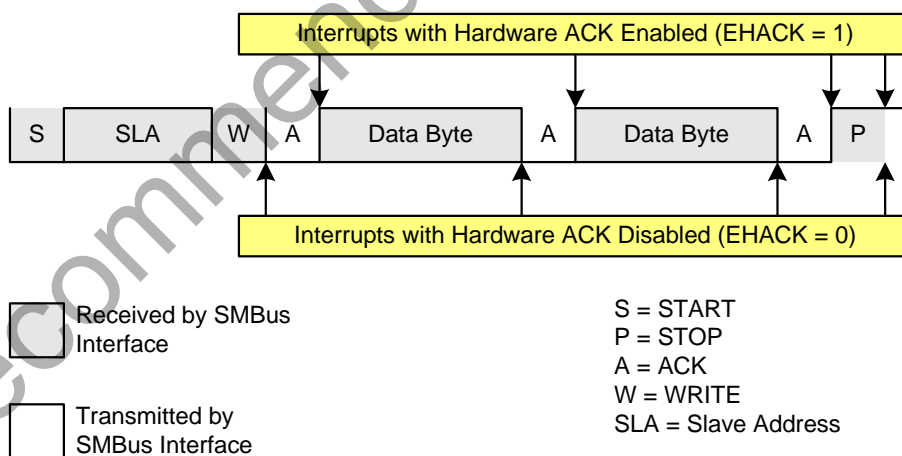 Interrupts with Hardware ACK Enabled (EHACK = 1)
S SLA W A Data Byte A Data Byte A P
Interrupts with Hardware ACK Disabled (EHACK = 0)
Received by SMBus
Interface
Transmitted by
SMBus Interface
S = START
P = STOP
A = ACK
W = WRITE
SLA = Slave Address